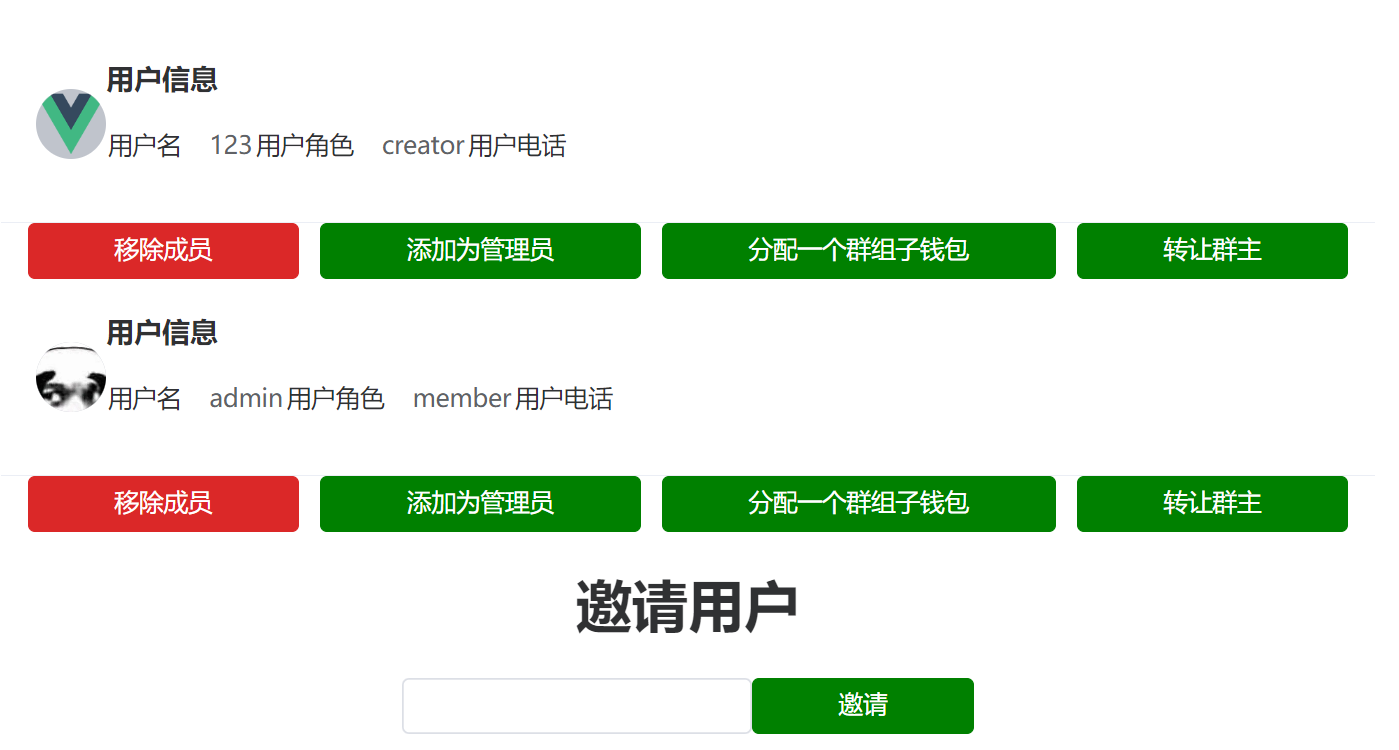 用户信息
用户名 123 用户角色 creator 用户电话
移除成员 添加为管理员 分配一个群组子钱包 转让群主
用户信息
用户名 admin 用户角色 member 用户电话
移除成员 添加为管理员 分配一个群组子钱包 转让群主
邀请用户
邀请